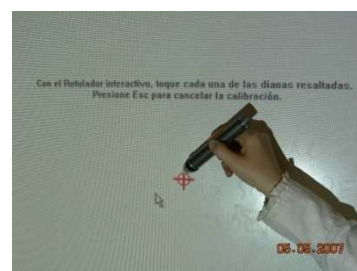 Con el Rotulador interactivo, toque cada una de las dianas resaltadas.
Presione Esc para cancelar la calibración.
05.05.2007